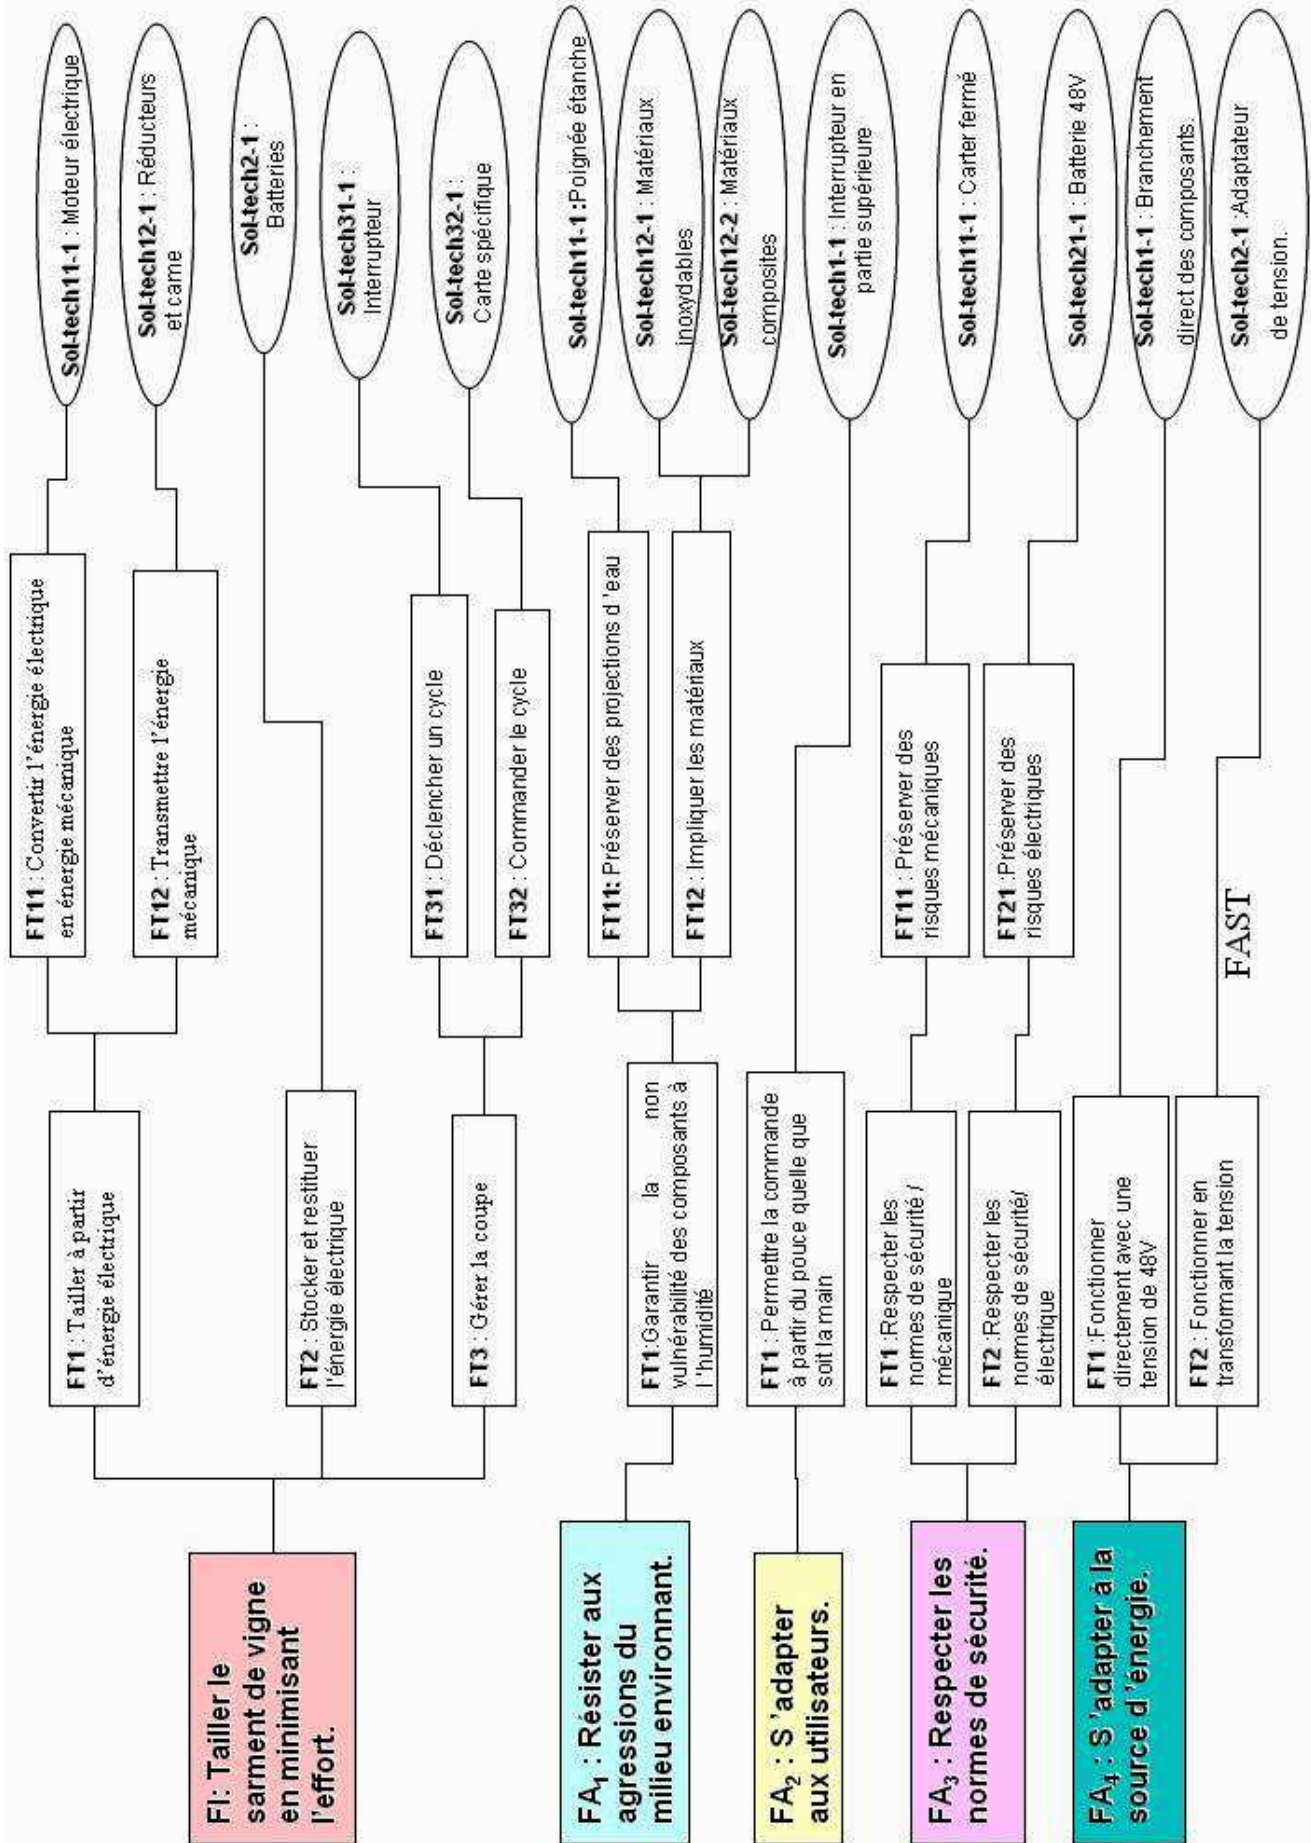 FI: Tailler le
sarment de vigne
en minimisant
l'effort.
FT1 : Tailler à partir
d'énergie électrique
FT11 : Convertir l'énergie électrique
en énergie mécanique
Sol-tech11-1 : Moteur électrique
FT12 : Transmettre l'énergie
mécanique
Sol-tech12-1 : Réducteurs
et came
FT2 : Stocker et restituer
l'énergie électrique
Sol-tech2-1 :
Batteries
FT3 : Gérer la coupe
FT31 : Déclencher un cycle
Sol-tech31-1 :
Interrupteur
FT32 : Commander le cycle
Sol-tech32-1 :
Carte spécifique
FA1 : Résister aux
agressions du
milieu environnant.
FT1:Garantir la non
vulnérabilité des composants à
l 'humidité
FT11: Préserver des projections d 'eau
Sol-tech11-1 :Poignée étanche
FT12 : Impliquer les matériaux
Sol-tech12-1 : Matériaux
inoxydables
Sol-tech12-2 : Matériaux
composites
FA2 : S 'adapter
aux utilisateurs.
FT1 : Permettre la commande
à partir du pouce quelle que
soit la main
Sol-tech1-1 : Interrupteur en
partie supérieure
FA3 : Respecter les
normes de sécurité.
FT1 :Respecter les
normes de sécurité /
mécanique
FT11 : Préserver des
risques mécaniques
Sol-tech11-1 : Carter fermé
FT2 :Respecter les
normes de sécurité/
électrique
FT21 :Préserver des
risques électriques
Sol-tech21-1 : Batterie 48V
FA4 : S 'adapter à la
source d 'énergie.
FT1 :Fonctionner
directement avec une
tension de 48V
Sol-tech1-1 : Branchement
direct des composants.
FT2 : Fonctionner en
transformant la tension
Sol-tech2-1 :Adaptateur
de tension.
FAST